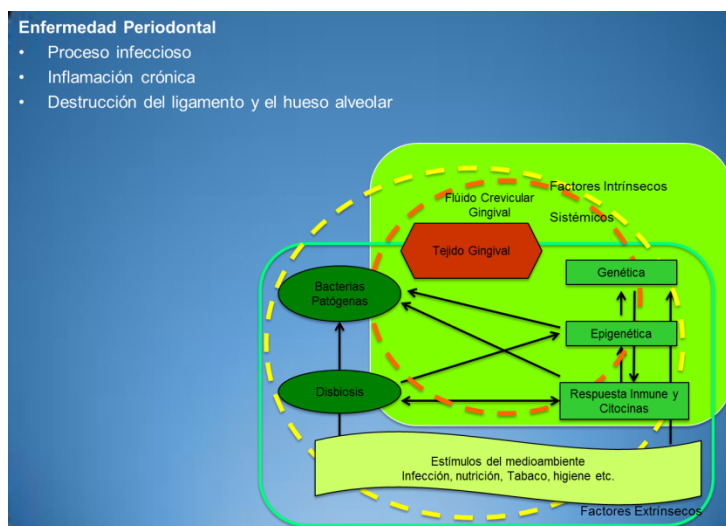 Enfermedad Periodontal
• Proceso infeccioso
• Inflamación crónica
• Destrucción del ligamento y el hueso alveolar
Factores Intrínsecos
Flúido Crevicular
Gingival
Sistémicos
Tejido Gingival
Genética
Bacterias
Patógenas
Epigenética
Disbiosis
Respuesta Inmune y
Citocinas
Estímulos del medioambiente
Infección, nutrición, Tabaco, higiene etc.
Factores Extrínsecos